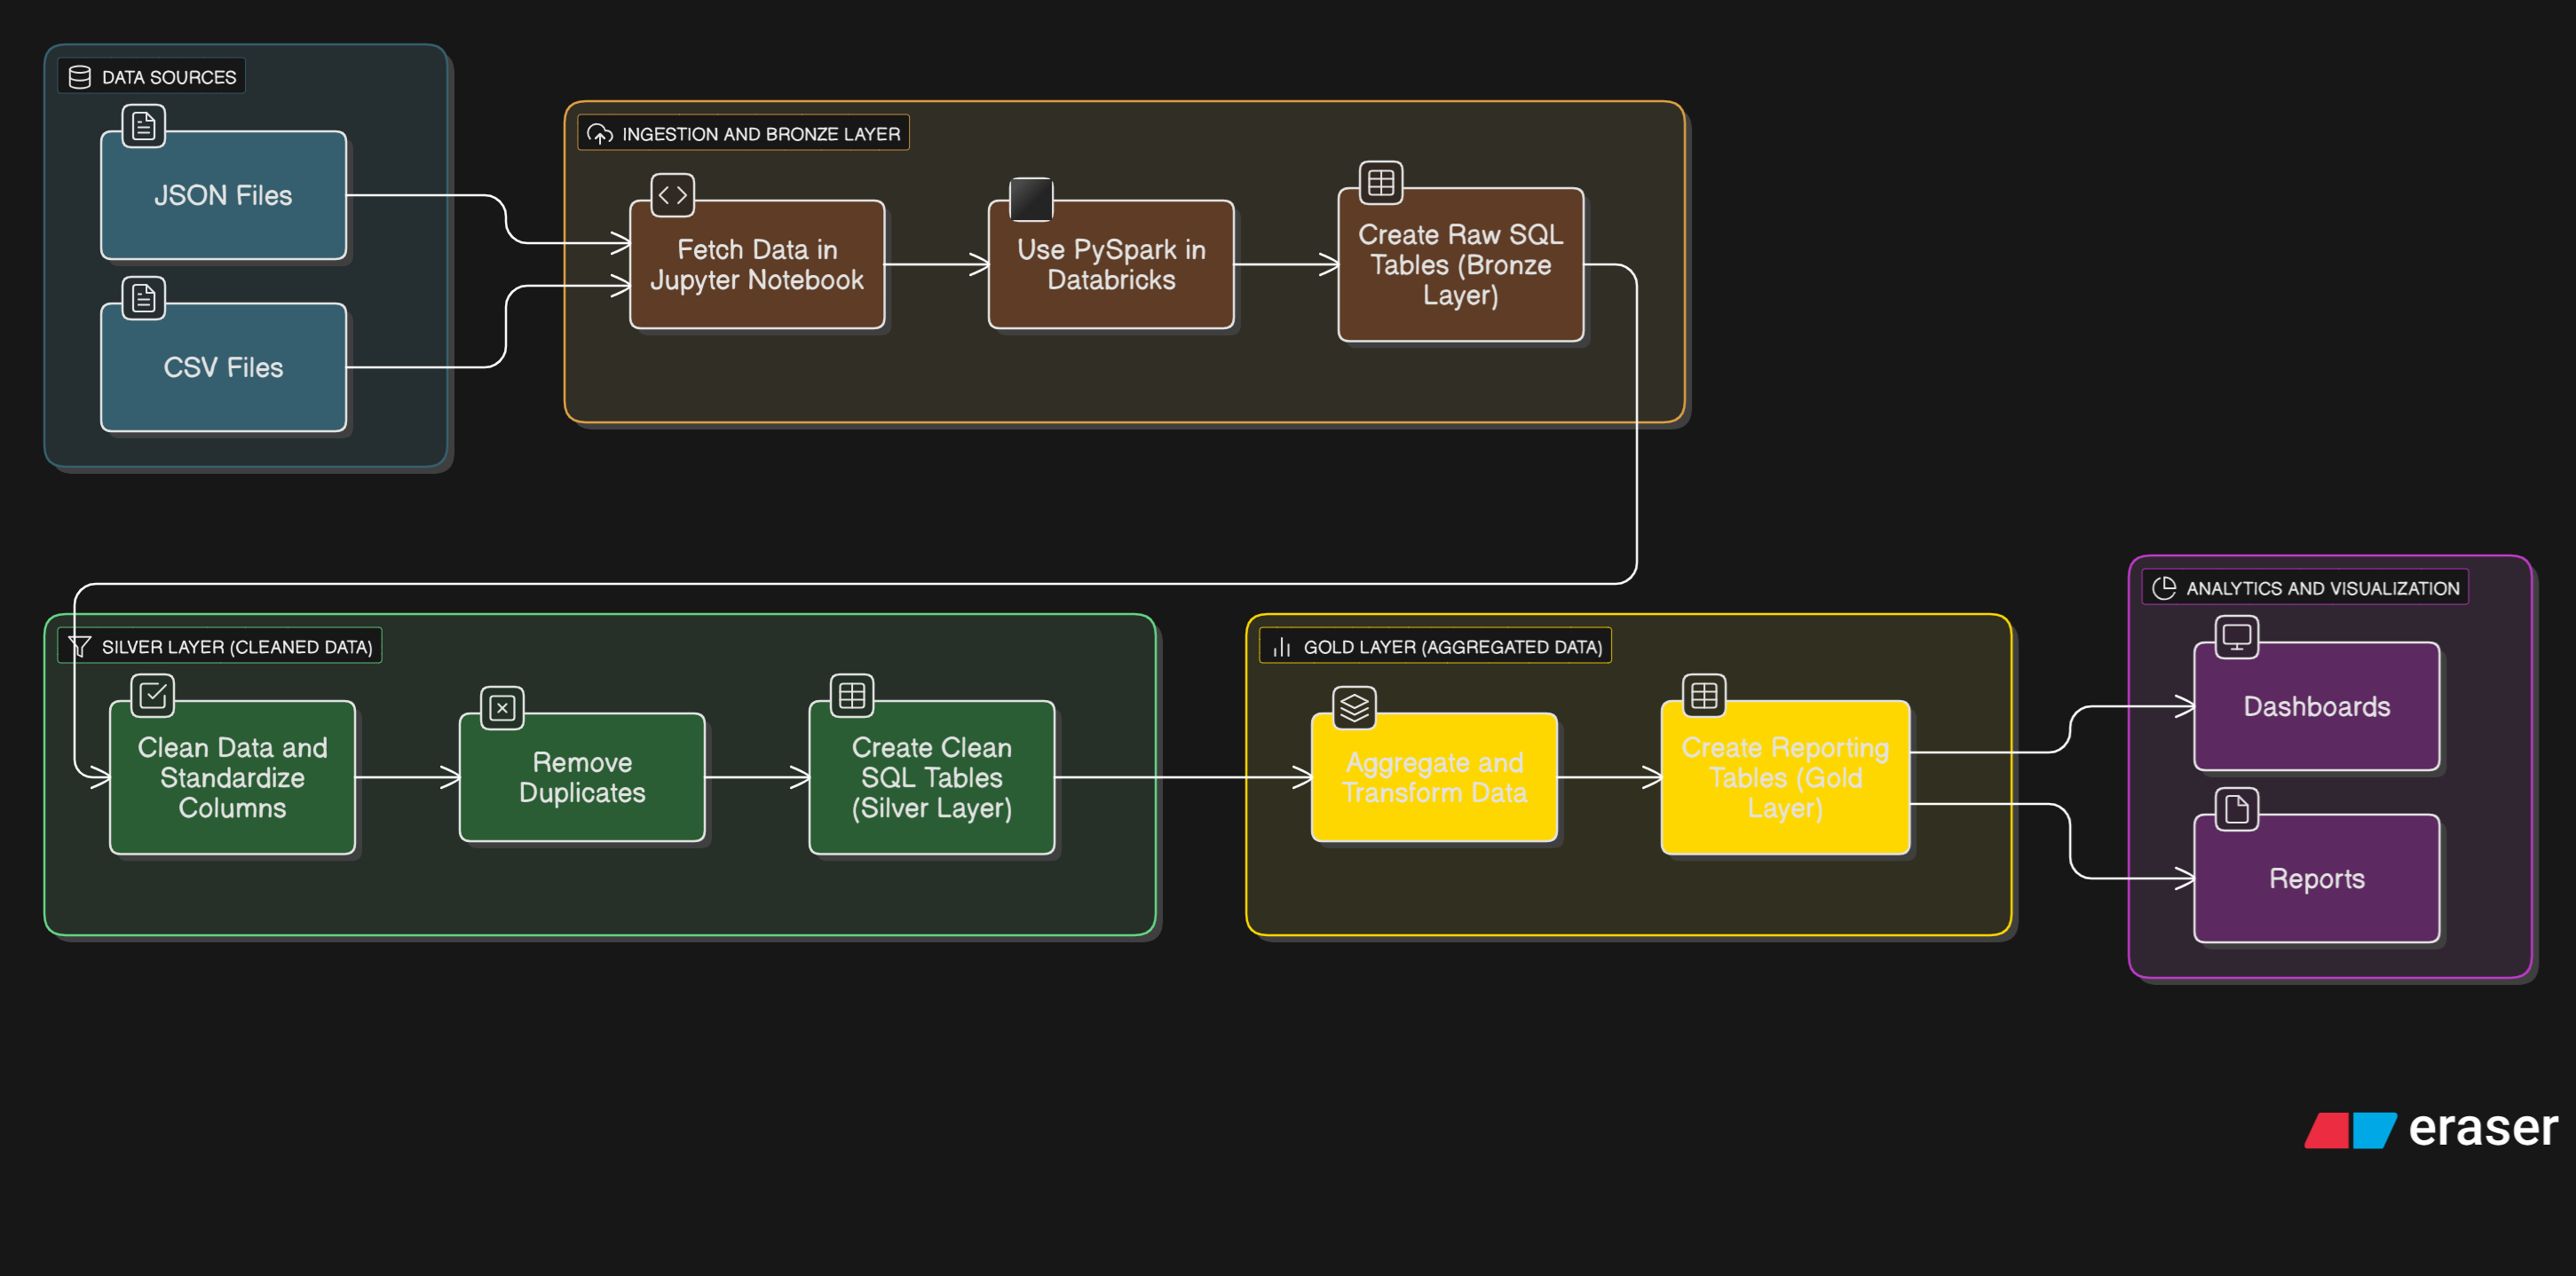 DATA SOURCES
JSON Files
CSV Files
INGESTION AND BRONZE LAYER
Fetch Data in
Jupyter Notebook
Use PySpark in
Databricks
Create Raw SQL
Tables (Bronze
Layer)
SILVER LAYER (CLEANED DATA)
Clean Data and
Standardize
Columns
Remove
Duplicates
Create Clean
SQL Tables
(Silver Layer)
GOLD LAYER (AGGREGATED DATA)
Aggregate and
Transform Data
Create Reporting
Tables (Gold
Layer)
ANALYTICS AND VISUALIZATION
Dashboards
Reports
eraser